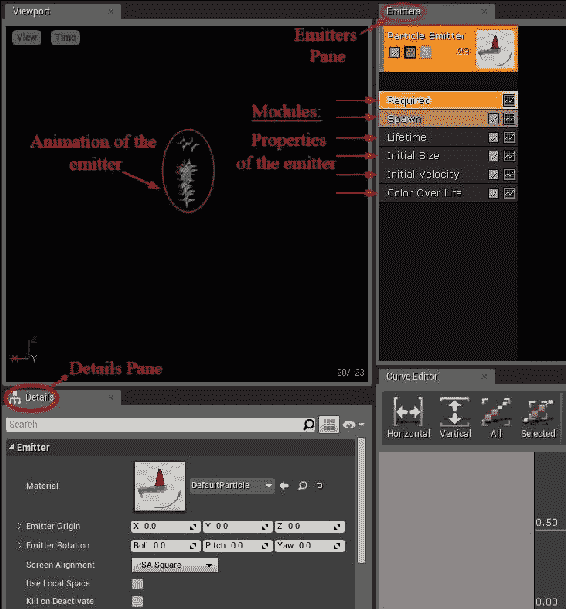 Viewport
Emitters
View
Time
Emitters
Pane
Particle Emitter
Modules:
Properties
of the emitter
Animation of the
emitter
Required
Spawn
Lifetime
Initial Size
Initial Velocity
Color Over Life
Z
X
Y
Details Pane
Details
Search
Emitter
Material
DefaultParticle
Emitter Origin
X 0.0
Y 0.0
Z 0.0
Emitter Rotation
Roll 0.0
Pitch 0.0
Yaw 0.0
Screen Alignment
PSA Square
Use Local Space
Kill on Deactivate
Curve Editor
Horizontal
Vertical
All
Selected
0.50
0.00